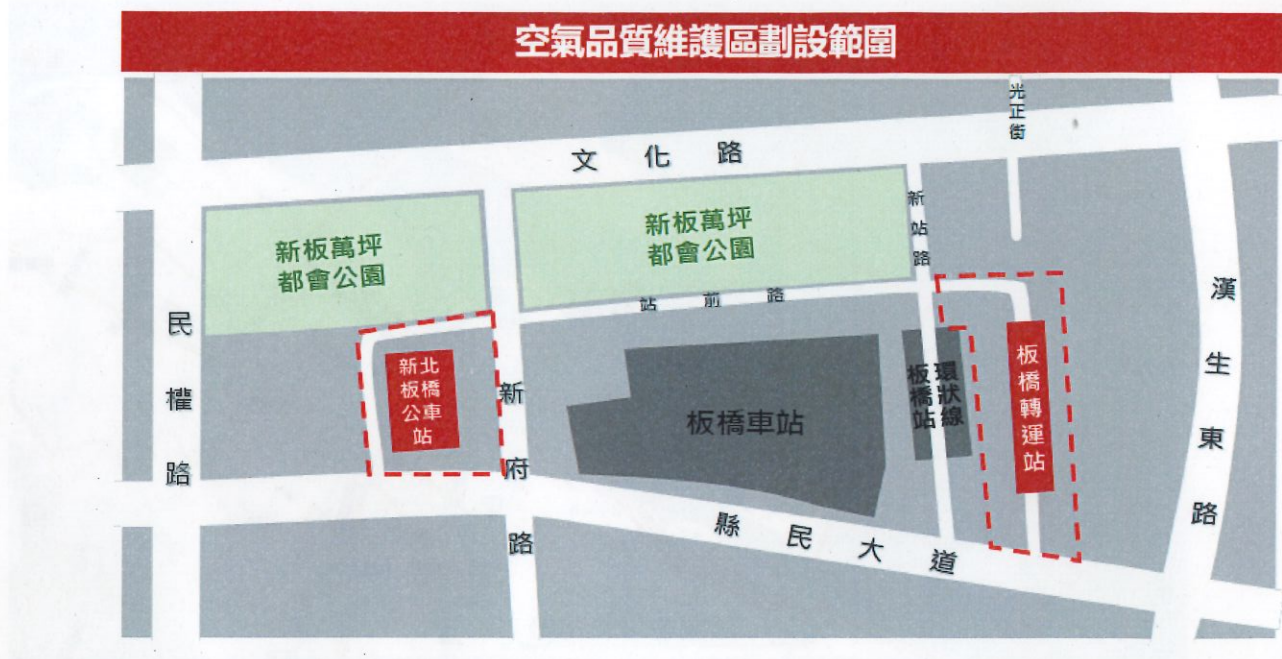 空氣品質維護區劃設範圍
光正街
文化路
新站路
新板萬坪
都會公園
新板萬坪
都會公園
站前路
漢生東路
民權路
新北
板橋
公車
站
新府路
板橋車站
環狀線
板橋站
板橋轉運站
縣民大道